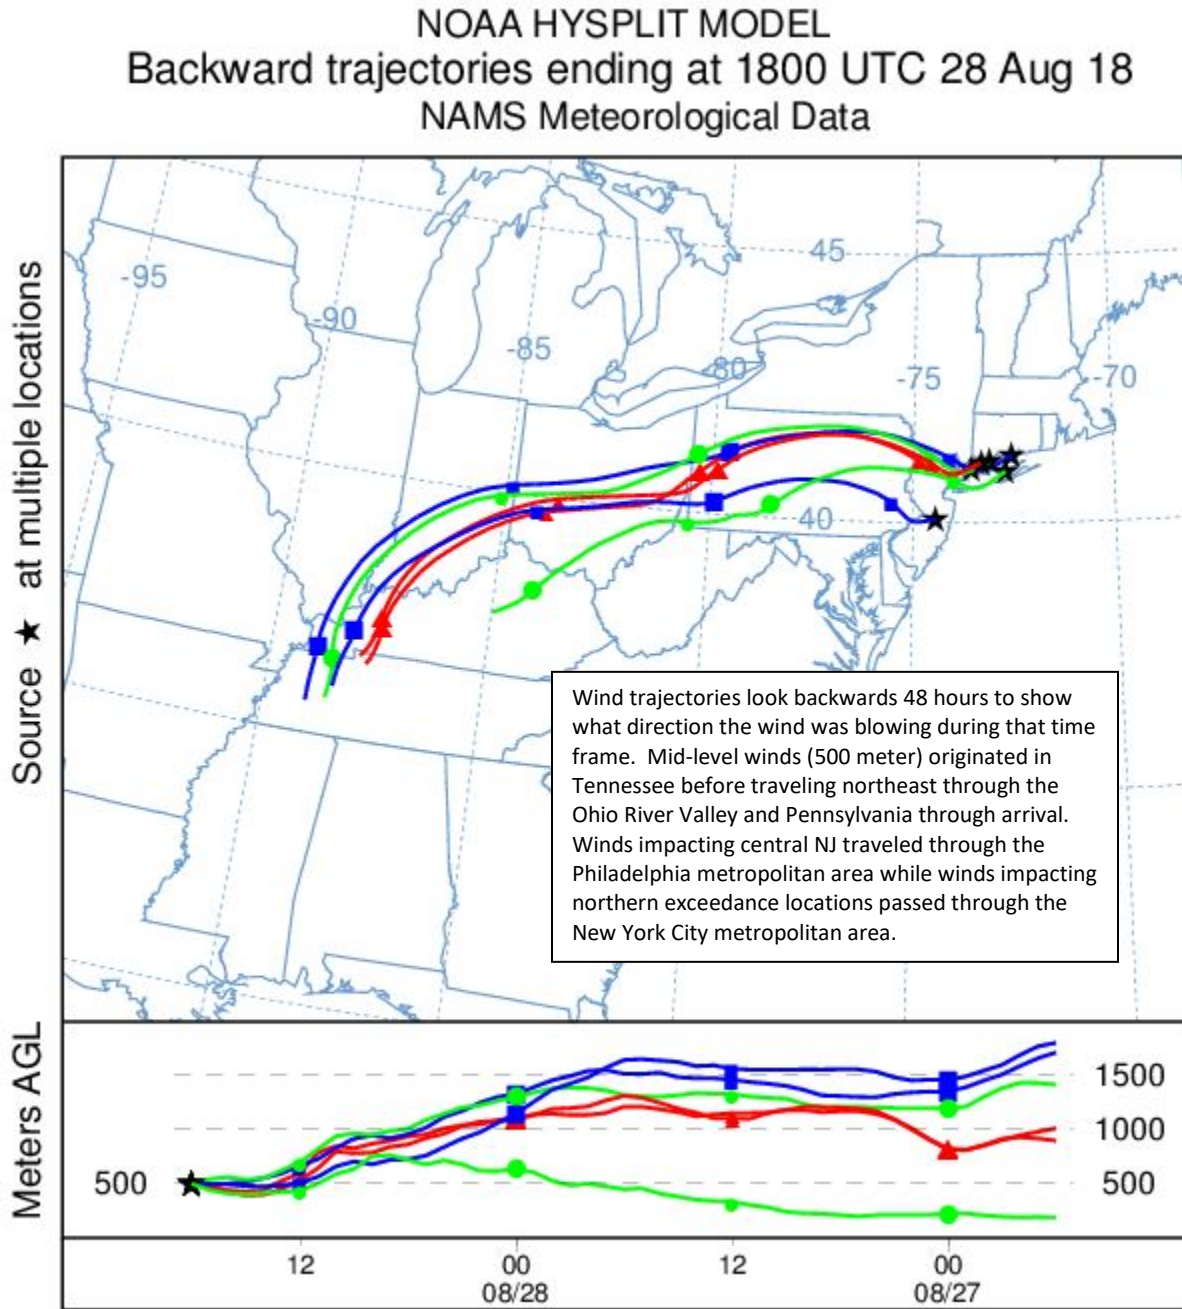 NOAA HYSPLIT MODEL
Backward trajectories ending at 1800 UTC 28 Aug 18
NAMS Meteorological Data
Source ★ at multiple locations
45
-95
-90
-85
-80
-75
-70
40
Wind trajectories look backwards 48 hours to show
what direction the wind was blowing during that time
frame. Mid-level winds (500 meter) originated in
Tennessee before traveling northeast through the
Ohio River Valley and Pennsylvania through arrival.
Winds impacting central NJ traveled through the
Philadelphia metropolitan area while winds impacting
northern exceedance locations passed through the
New York City metropolitan area.
Meters AGL
1500
1000
500
500
12 00 12 00
08/28 08/27